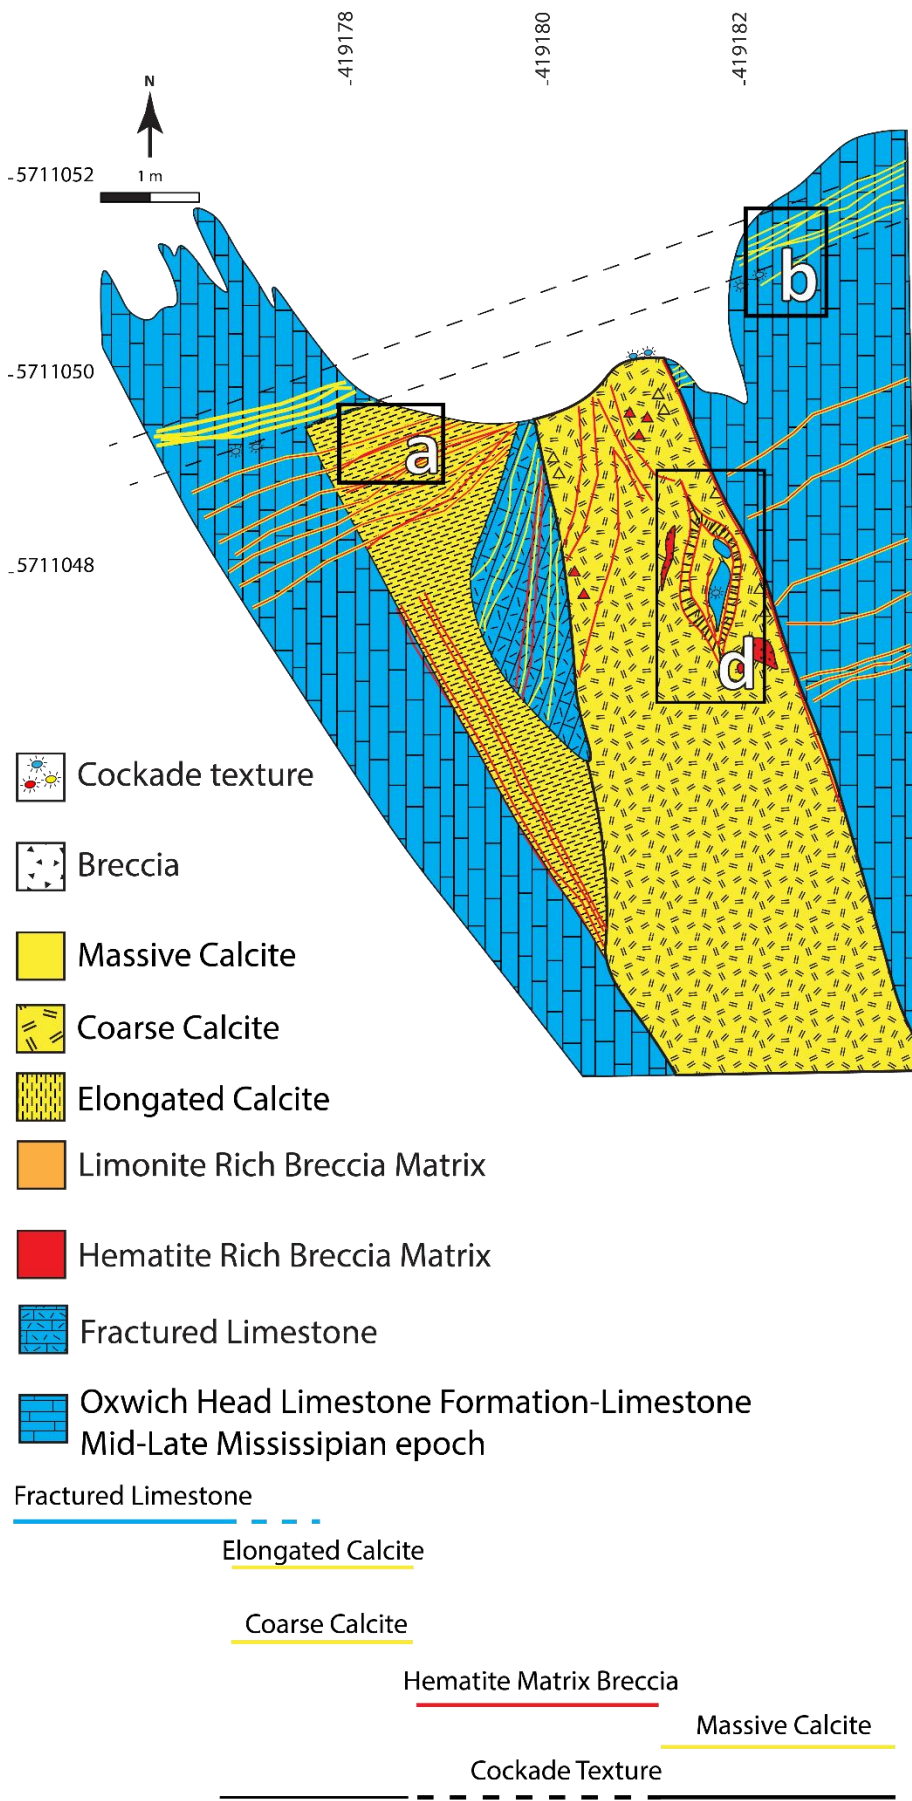 -419178
-419180
-419182
N
-5711052
1 m
b
-5711050
a
-5711048
d
Cockade texture
Breccia
Massive Calcite
Coarse Calcite
Elongated Calcite
Limonite Rich Breccia Matrix
Hematite Rich Breccia Matrix
Fractured Limestone
Oxwich Head Limestone Formation-Limestone
Mid-Late Mississipian epoch
Fractured Limestone
Elongated Calcite
Coarse Calcite
Hematite Matrix Breccia
Massive Calcite
Cockade Texture